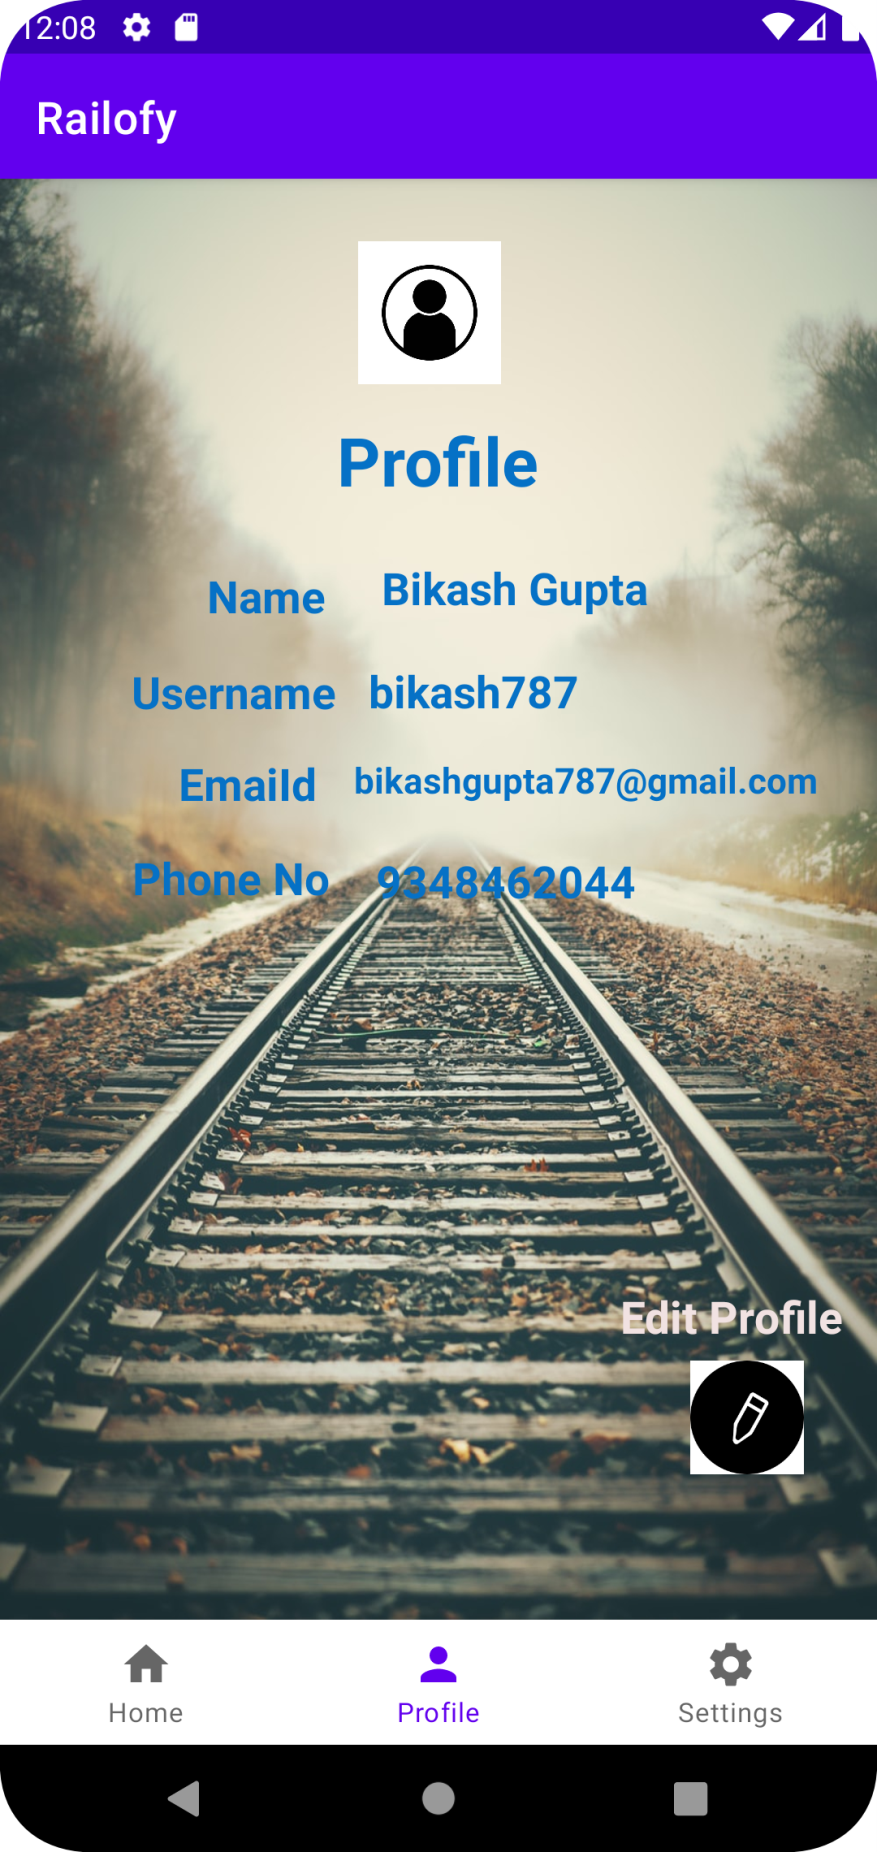 12:08
Railofy
Profile
Name Bikash Gupta
Username bikash787
EmailId bikashgupta787@gmail.com
Phone No 9348462044
Edit Profile
Home Profile Settings